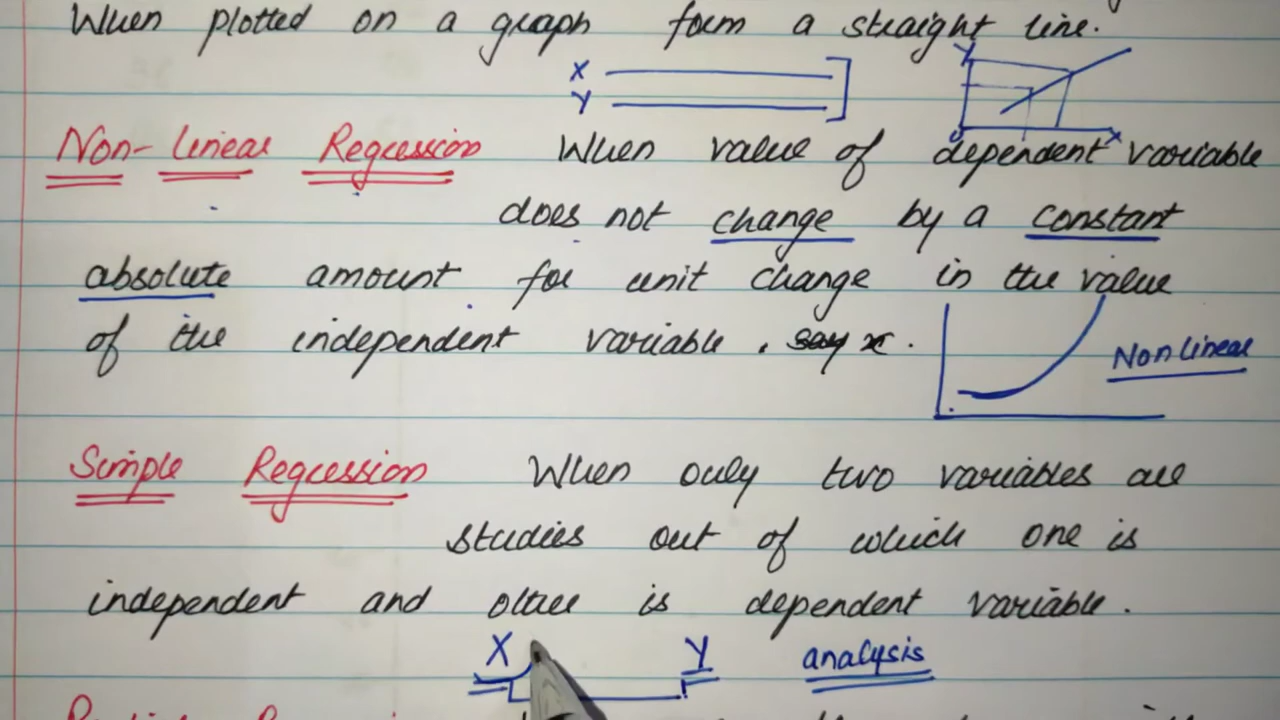 When plotted on a graph form a straight line.
X
Y
Y
X
Non-linear Regression When value of dependent variable
does not change by a constant
absolute amount for unit change in the value
of the independent variable. say x.
Non linear
Simple Regression When only two variables are
studies out of which one is
independent and other is dependent variable.
X Y analysis